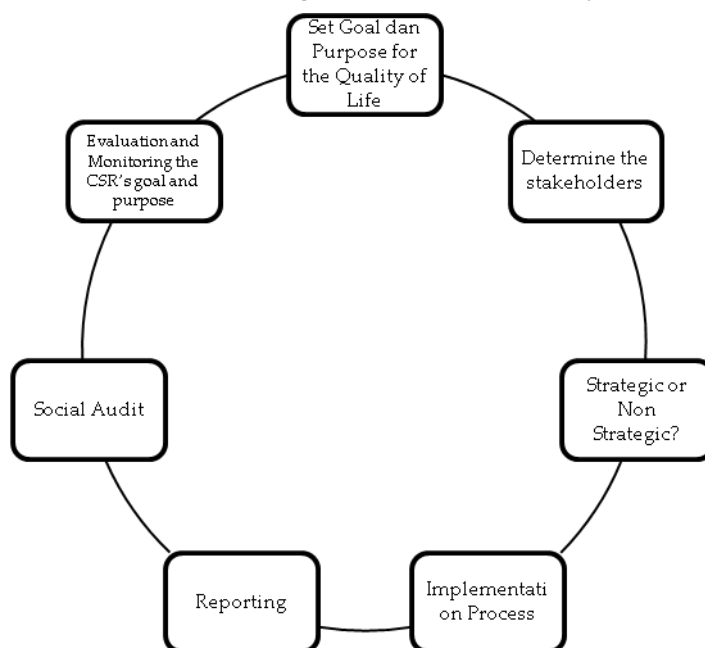 Set Goal dan
Purpose for
the Quality of
Life
Determine the
stakeholders
Strategic or
Non
Strategic?
Implementati
on Process
Reporting
Social Audit
Evaluation and
Monitoring the
CSR's goal and
purpose